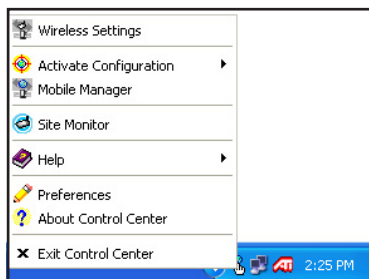 Wireless Settings
Activate Configuration
Mobile Manager
Site Monitor
Help
Preferences
About Control Center
Exit Control Center
ATI 2:25 PM